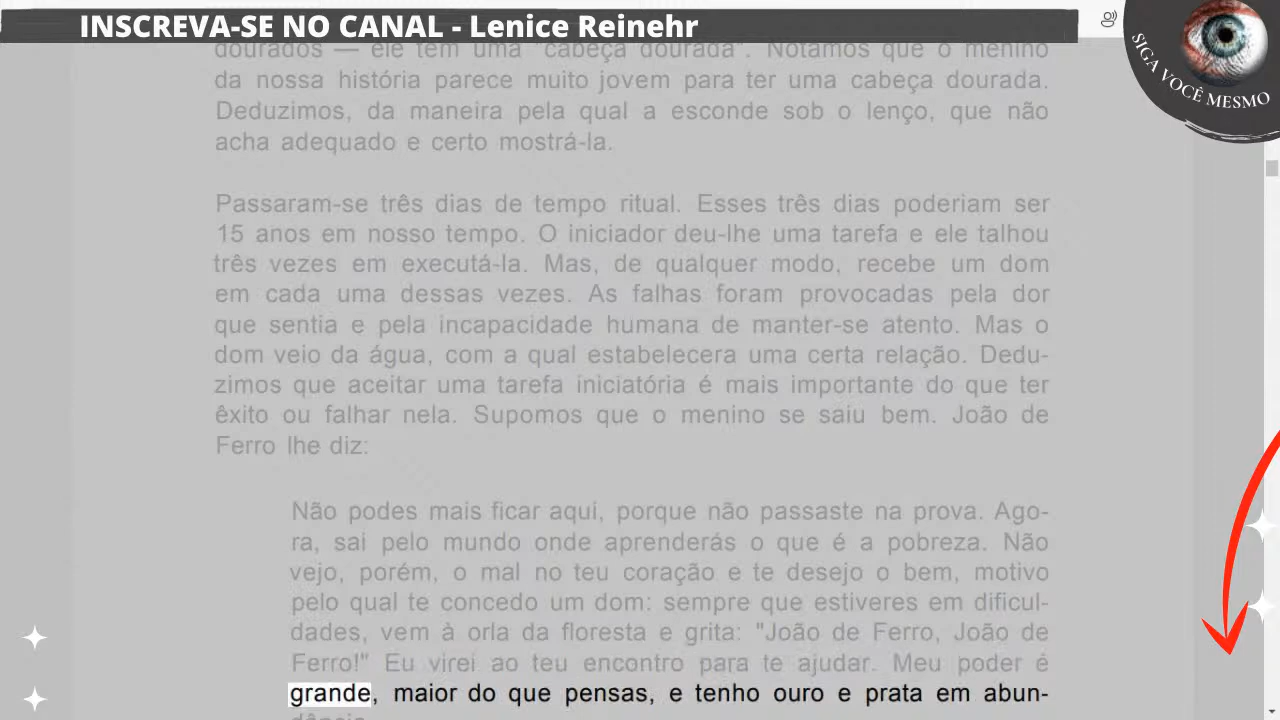 INSCREVA-SE NO CANAL - Lenice Reinehr
SIGA VOCÊ MESMO
dourados — ele tem uma "cabeça dourada". Notamos que o menino
da nossa história parece muito jovem para ter uma cabeça dourada.
Deduzimos, da maneira pela qual a esconde sob o lenço, que não
acha adequado e certo mostrá-la.
Passaram-se três dias de tempo ritual. Esses três dias poderiam ser
15 anos em nosso tempo. O iniciador deu-lhe uma tarefa e ele talhou
três vezes em executá-la. Mas, de qualquer modo, recebe um dom
em cada uma dessas vezes. As falhas foram provocadas pela dor
que sentia e pela incapacidade humana de manter-se atento. Mas o
dom veio da água, com a qual estabelecera uma certa relação. Dedu-
zimos que aceitar uma tarefa iniciatória é mais importante do que ter
êxito ou falhar nela. Supomos que o menino se saiu bem. João de
Ferro lhe diz:
Não podes mais ficar aqui, porque não passaste na prova. Ago-
ra, sai pelo mundo onde aprenderás o que é a pobreza. Não
vejo, porém, o mal no teu coração e te desejo o bem, motivo
pelo qual te concedo um dom: sempre que estiveres em dificul-
dades, vem à orla da floresta e grita: "João de Ferro, João de
Ferro!" Eu virei ao teu encontro para te ajudar. Meu poder é
grande, maior do que pensas, e tenho ouro e prata em abun-
dância